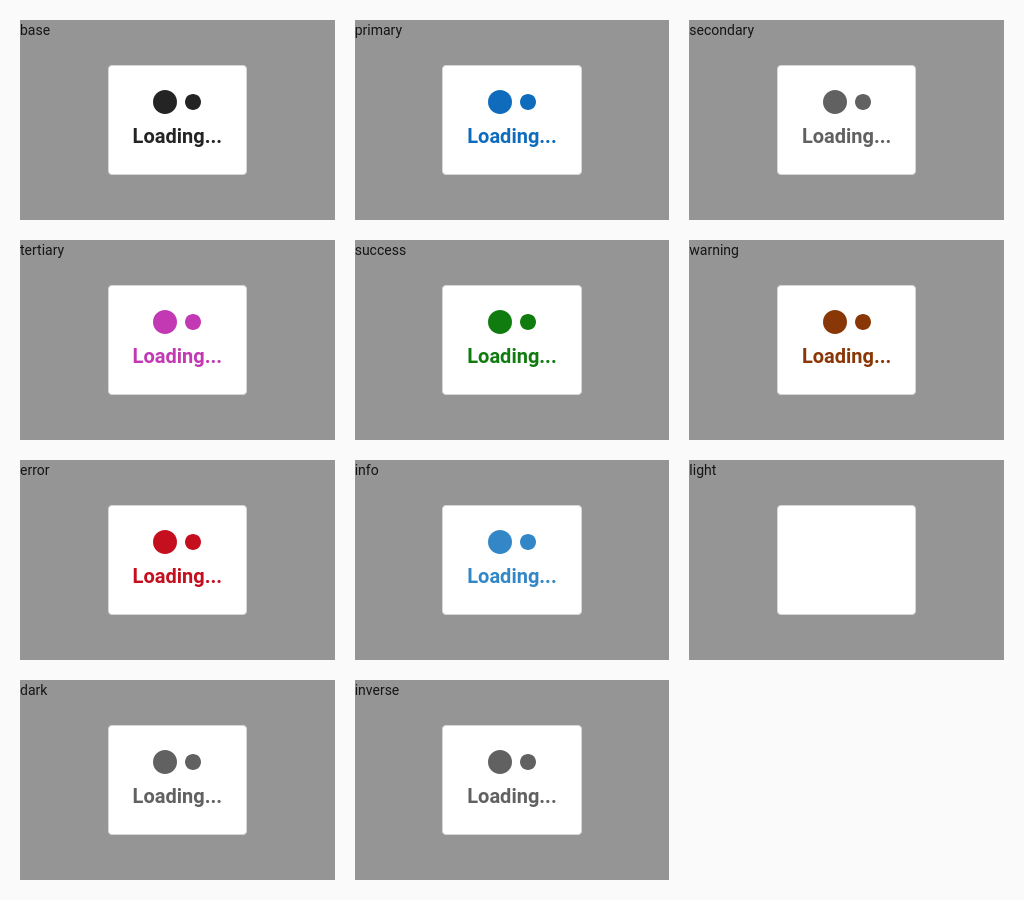 base
primary
secondary
Loading...
Loading...
Loading...
tertiary
success
warning
Loading...
Loading...
Loading...
error
info
light
Loading...
Loading...
dark
inverse
Loading...
Loading...